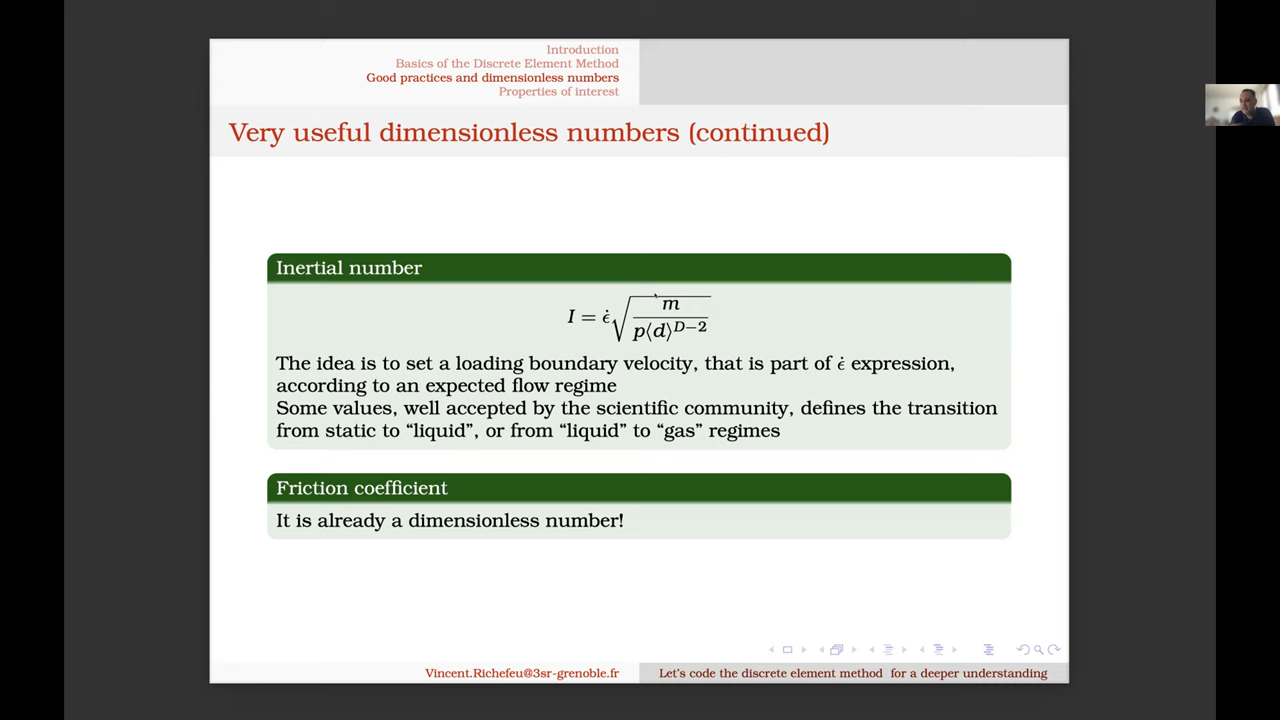 Introduction
Basics of the Discrete Element Method
Good practices and dimensionless numbers
Properties of interest
Very useful dimensionless numbers (continued)
Inertial number
I = ϵ̇ √(m / p⟨d⟩^{D−2})
The idea is to set a loading boundary velocity, that is part of ϵ̇ expression,
according to an expected flow regime
Some values, well accepted by the scientific community, defines the transition
from static to “liquid”, or from “liquid” to “gas” regimes
Friction coefficient
It is already a dimensionless number!
Vincent.Richefeu@3sr-grenoble.fr
Let's code the discrete element method for a deeper understanding